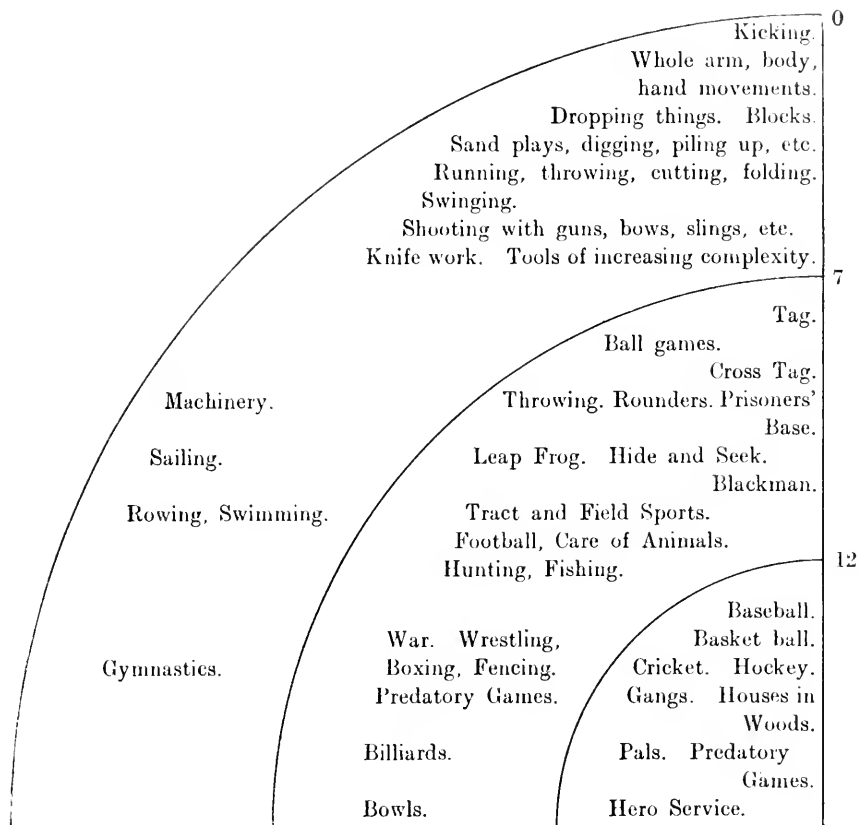 0
Kicking.
Whole arm, body,
hand movements.
Dropping things. Blocks.
Sand plays, digging, piling up, etc.
Running, throwing, cutting, folding.
Swinging.
Shooting with guns, bows, slings, etc.
Knife work. Tools of increasing complexity.
7
Tag.
Ball games.
Cross Tag.
Machinery.
Throwing. Rounders. Prisoners'
Base.
Sailing.
Leap Frog. Hide and Seek.
Blackman.
Rowing, Swimming.
Tract and Field Sports.
Football, Care of Animals.
12
Hunting, Fishing.
Baseball.
War. Wrestling,
Basket ball.
Gymnastics.
Boxing, Fencing.
Cricket. Hockey.
Predatory Games.
Gangs. Houses in
Woods.
Billiards.
Pals. Predatory
Games.
Bowls.
Hero Service.